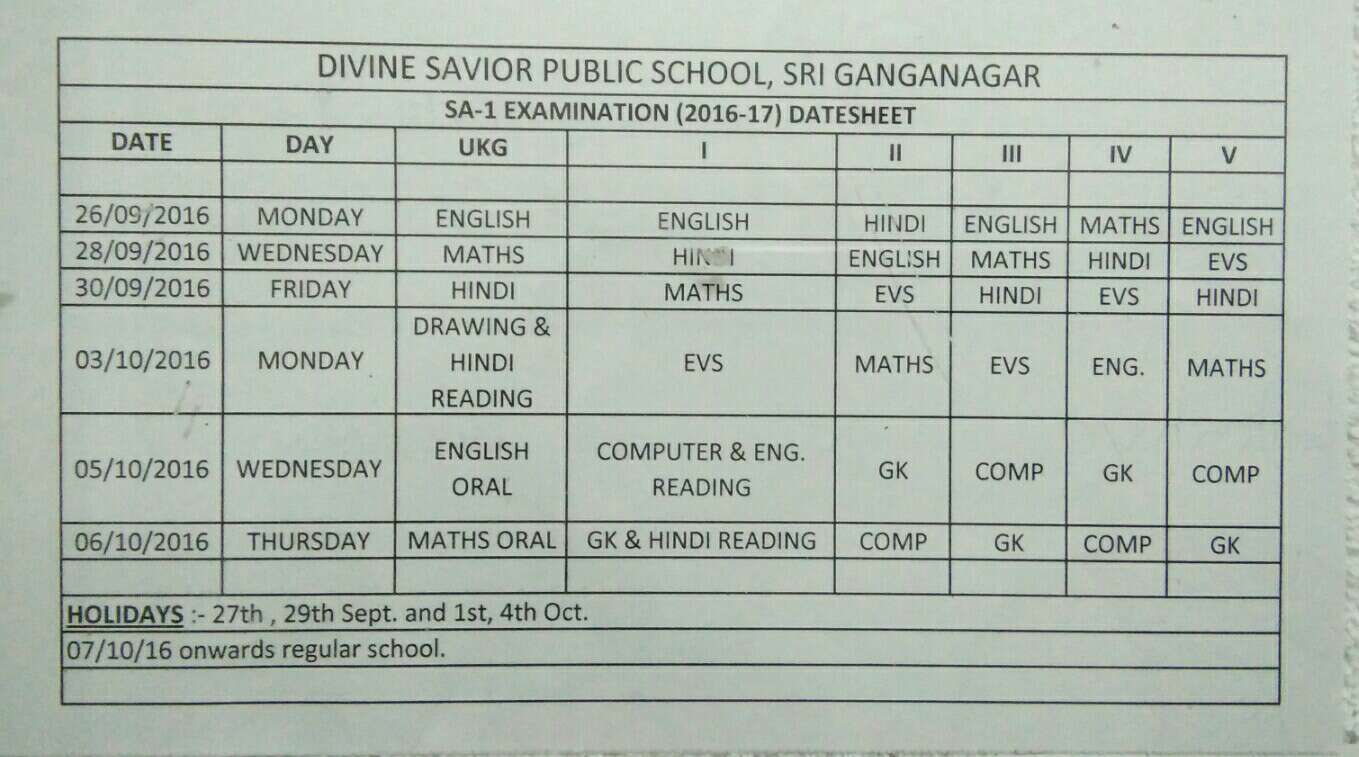 DIVINE SAVIOR PUBLIC SCHOOL, SRI GANGANAGAR
SA-1 EXAMINATION (2016-17) DATESHEET
DATE DAY UKG I II III IV V
26/09/2016 MONDAY ENGLISH ENGLISH HINDI ENGLISH MATHS ENGLISH
28/09/2016 WEDNESDAY MATHS HINDI ENGLISH MATHS HINDI EVS
30/09/2016 FRIDAY HINDI MATHS EVS HINDI EVS HINDI
03/10/2016 MONDAY DRAWING & HINDI READING EVS MATHS EVS ENG. MATHS
05/10/2016 WEDNESDAY ENGLISH ORAL COMPUTER & ENG. READING GK COMP GK COMP
06/10/2016 THURSDAY MATHS ORAL GK & HINDI READING COMP GK COMP GK
HOLIDAYS :- 27th , 29th Sept. and 1st, 4th Oct.
07/10/16 onwards regular school.